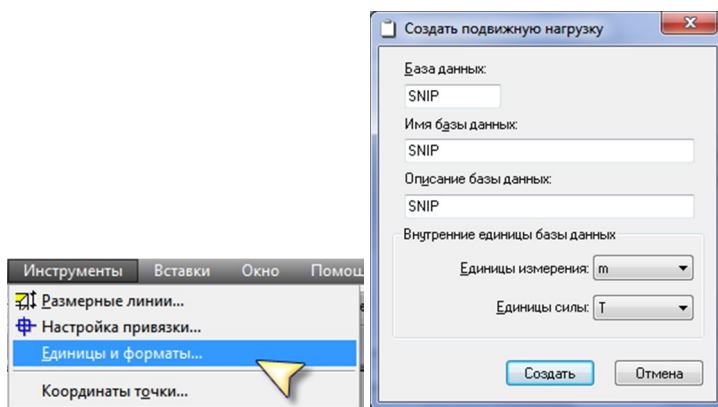 Инструменты Вставки Окно Помощ
Размерные линии...
Настройка привязки...
Единицы и форматы...
Координаты точки...
Создать подвижную нагрузку
База данных:
SNIP
Имя базы данных:
SNIP
Описание базы данных:
SNIP
Внутренние единицы базы данных
Единицы измерения: m
Единицы силы: T
Создать Отмена